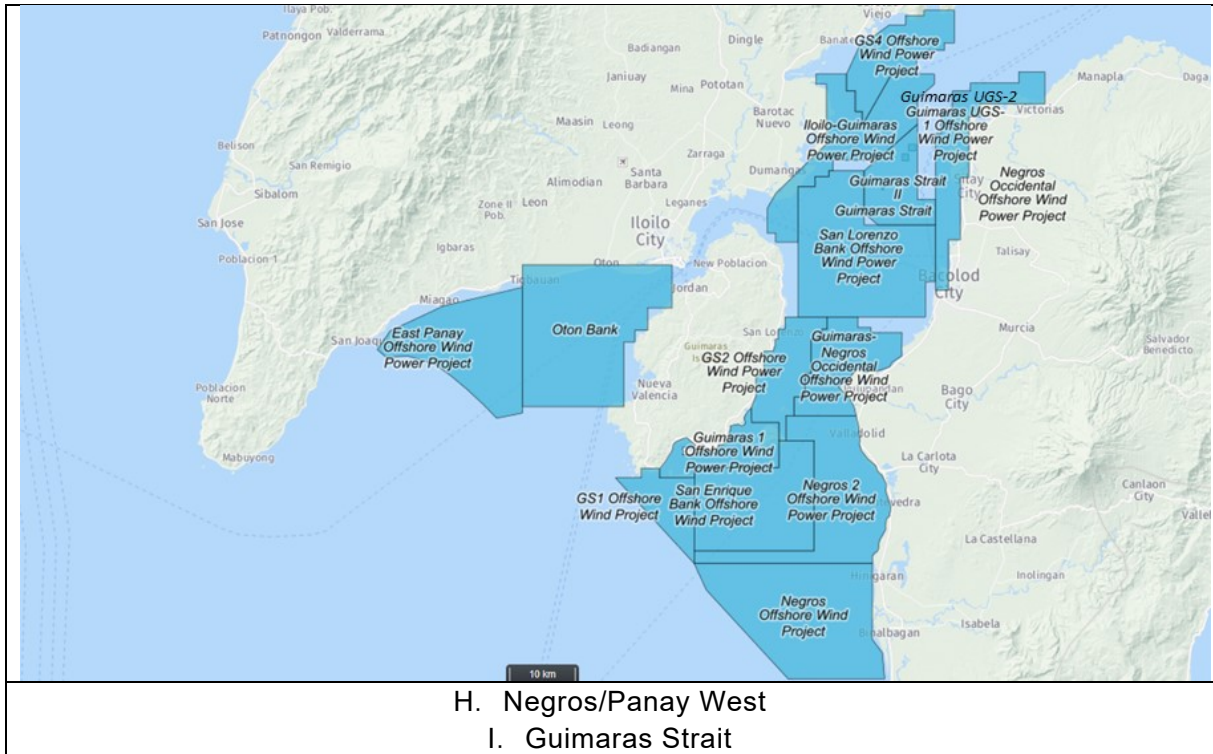 Ilaya Pob.
Patnongon
Valderrama
Viejo
Dingle
Banate
GS4 Offshore
Wind Power
Project
Badiangan
Janiuay
Mina
Pototan
Manapla
Daga
Barotac
Nuevo
Guimaras UGS-2
Victorias
Guimaras UGS-
1 Offshore
Wind Power
Project
Maasin
Leong
Iloilo-Guimaras
Offshore Wind
Power Project
Belison
San Remigio
Zarraga
Santa
Barbara
Dumangas
Alimodian
Sibalom
Zone II
Pob.
Leon
Leganes
Guimaras Strait
II
Guimaras Strait
City
Negros
Occidental
Offshore Wind
Power Project
San Jose
Iloilo
City
San Lorenzo
Bank Offshore
Wind Power
Project
Talisay
Igbaras
Poblacion 1
Oton
New Poblacion
Bacolod
City
Tigbauan
Jordan
Miagao
Murcia
San Joaqu
East Panay
Offshore Wind
Power Project
Oton Bank
San Lorenzo
Guimaras
GS2 Offshore
Wind Power
Project
Guimaras-
Negros
Occidental
Offshore Wind
Power Project
Salvador
Benedicto
Poblacion
Norte
Nueva
Valencia
Bago
City
Valladolid
Mabuyong
Guimaras 1
Offshore Wind
Power Project
La Carlota
City
GS1 Offshore
Wind Project
San Enrique
Bank Offshore
Wind Project
Negros 2
Offshore Wind
Power Project
Canlaon
City
La Castellana
Inolingan
Negros
Offshore Wind
Power Project
Isabela
Binalbagan
10 km
H. Negros/Panay West
I. Guimaras Strait